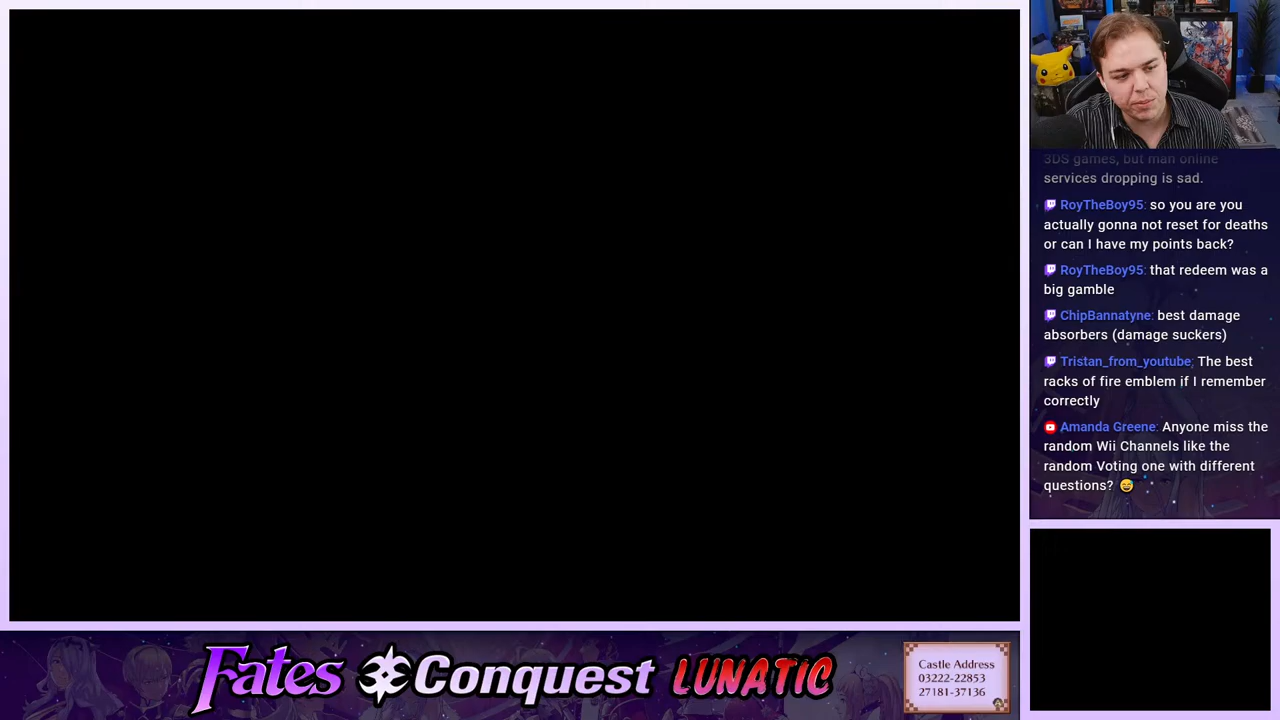 3DS games, but man online
services dropping is sad.
RoyTheBoy95: so you are you
actually gonna not reset for deaths
or can I have my points back?
RoyTheBoy95: that redeem was a
big gamble
ChipBannatyne: best damage
absorbers (damage suckers)
Tristan_from_youtube: The best
racks of fire emblem if I remember
correctly
Amanda Greene: Anyone miss the
random Wii Channels like the
random Voting one with different
questions? 😅
Fates Conquest LUNATIC
Castle Address
03222-22853
27181-37136